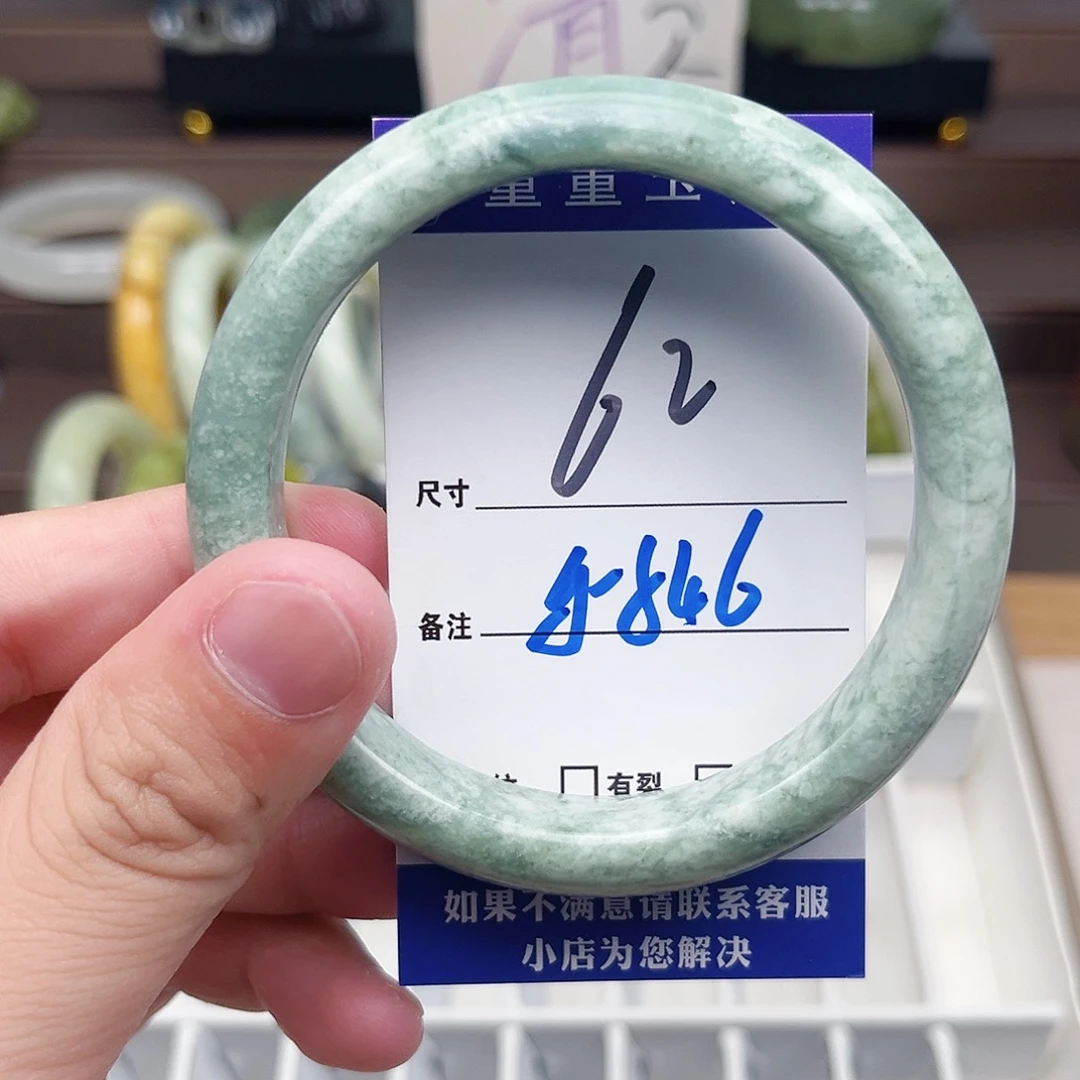 重重玉
62
尺寸
846
备注
有裂
如果不满意请联系客服
小店为您解决